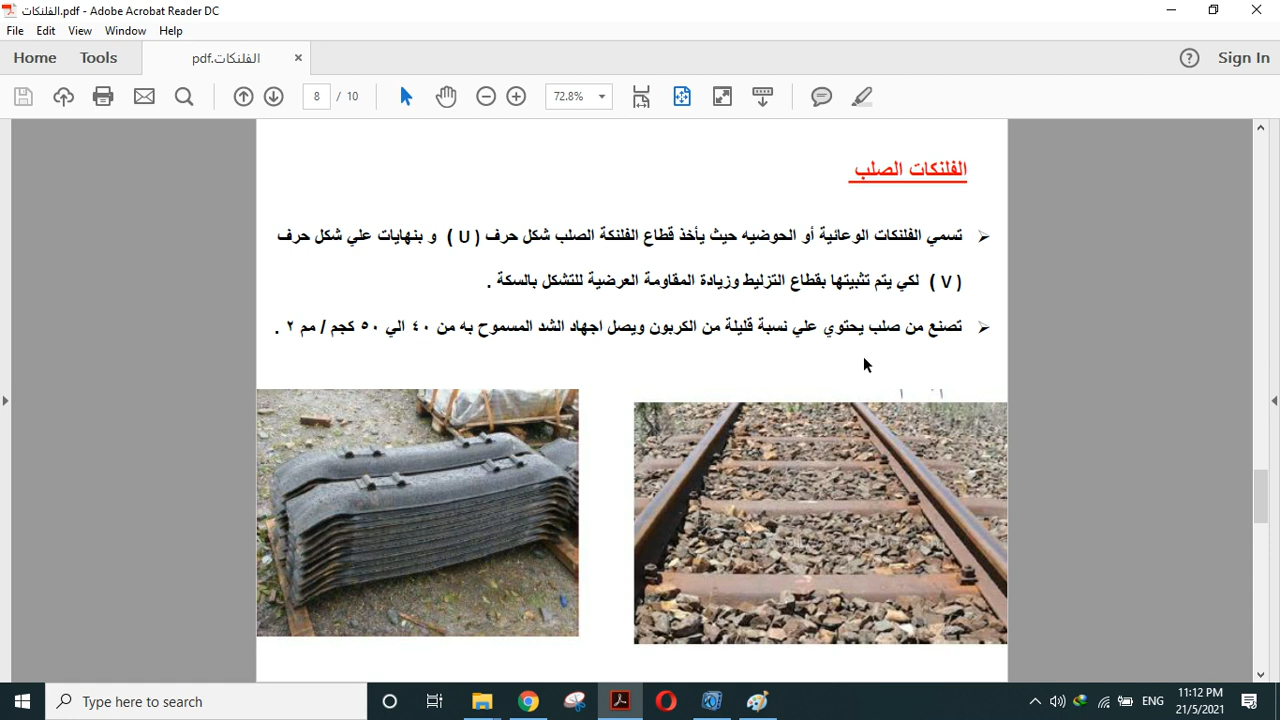 الفلنكات.pdf - Adobe Acrobat Reader DC
File Edit View Window Help
Home Tools الفلنكات.pdf × Sign In
8 / 10 72.8%
الفلنكات الصلب
تسمي الفلنكات الوعائية أو الحوضيه حيث يأخذ قطاع الفلنكة الصلب شكل حرف ( U ) و بنهايات علي شكل حرف
( V ) لكي يتم تثبيتها بقطاع التزليط وزيادة المقاومة العرضية للتشكل بالسكة .
تصنع من صلب يحتوي علي نسبة قليلة من الكربون ويصل اجهاد الشد المسموح به من ٤٠ الي ٥٠ كجم / مم ٢ .
Type here to search
ENG
11:12 PM
21/5/2021